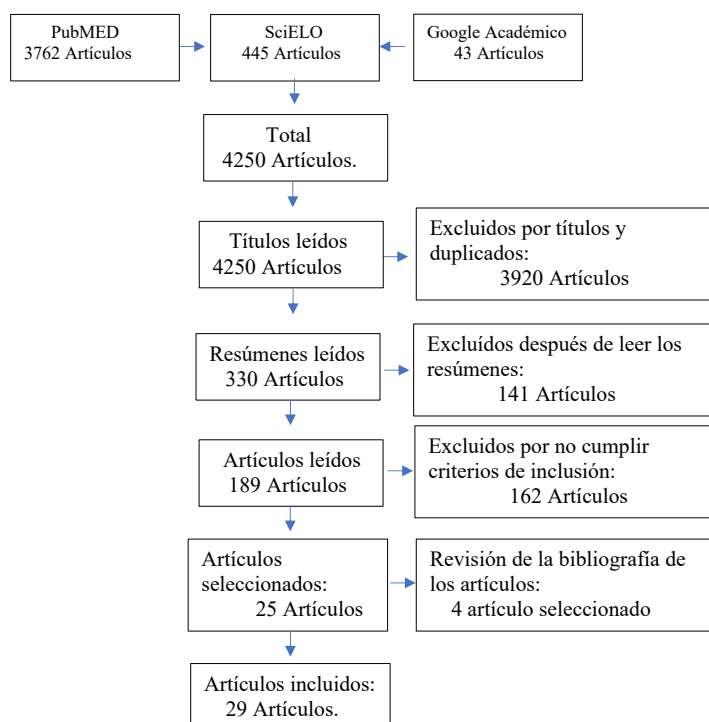 PubMED
3762 Artículos
SciELO
445 Artículos
Google Académico
43 Artículos
Total
4250 Artículos.
Títulos leídos
4250 Artículos
Excluidos por títulos y
duplicados:
3920 Artículos
Resúmenes leídos
330 Artículos
Excluídos después de leer los
resúmenes:
141 Artículos
Artículos leídos
189 Artículos
Excluidos por no cumplir
criterios de inclusión:
162 Artículos
Artículos
seleccionados:
25 Artículos
Revisión de la bibliografía de
los artículos:
4 artículo seleccionado
Artículos incluidos:
29 Artículos.